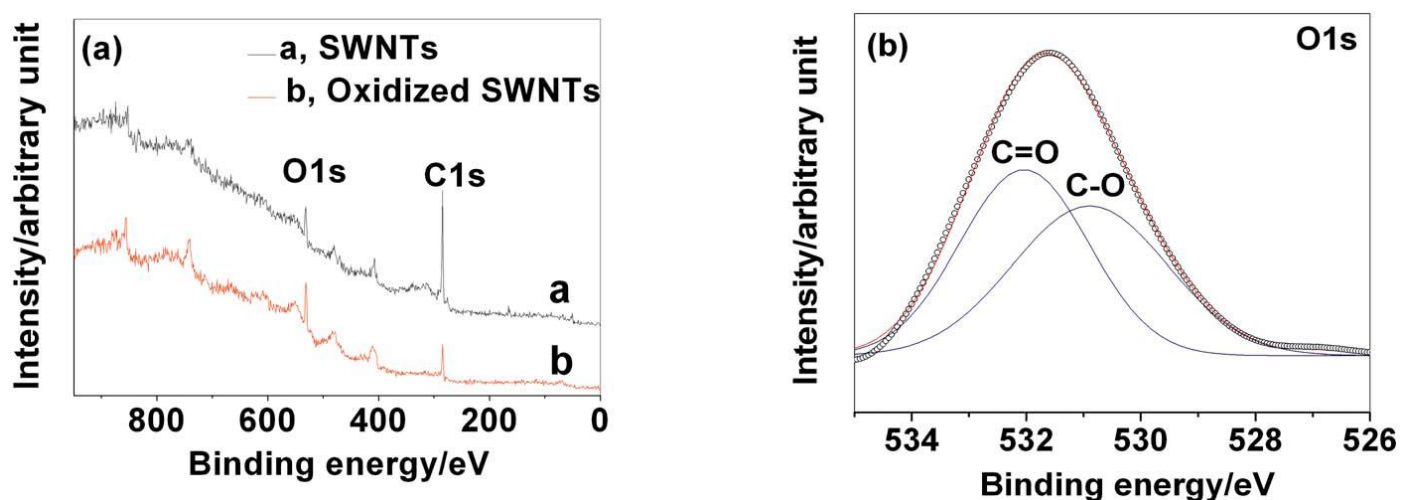 (a)
a, SWNTs
b, Oxidized SWNTs
O1s
C1s
a
b
Intensity/arbitrary unit
800 600 400 200 0
Binding energy/eV
(b)
O1s
C=O
C-O
Intensity/arbitrary unit
534 532 530 528 526
Binding energy/eV